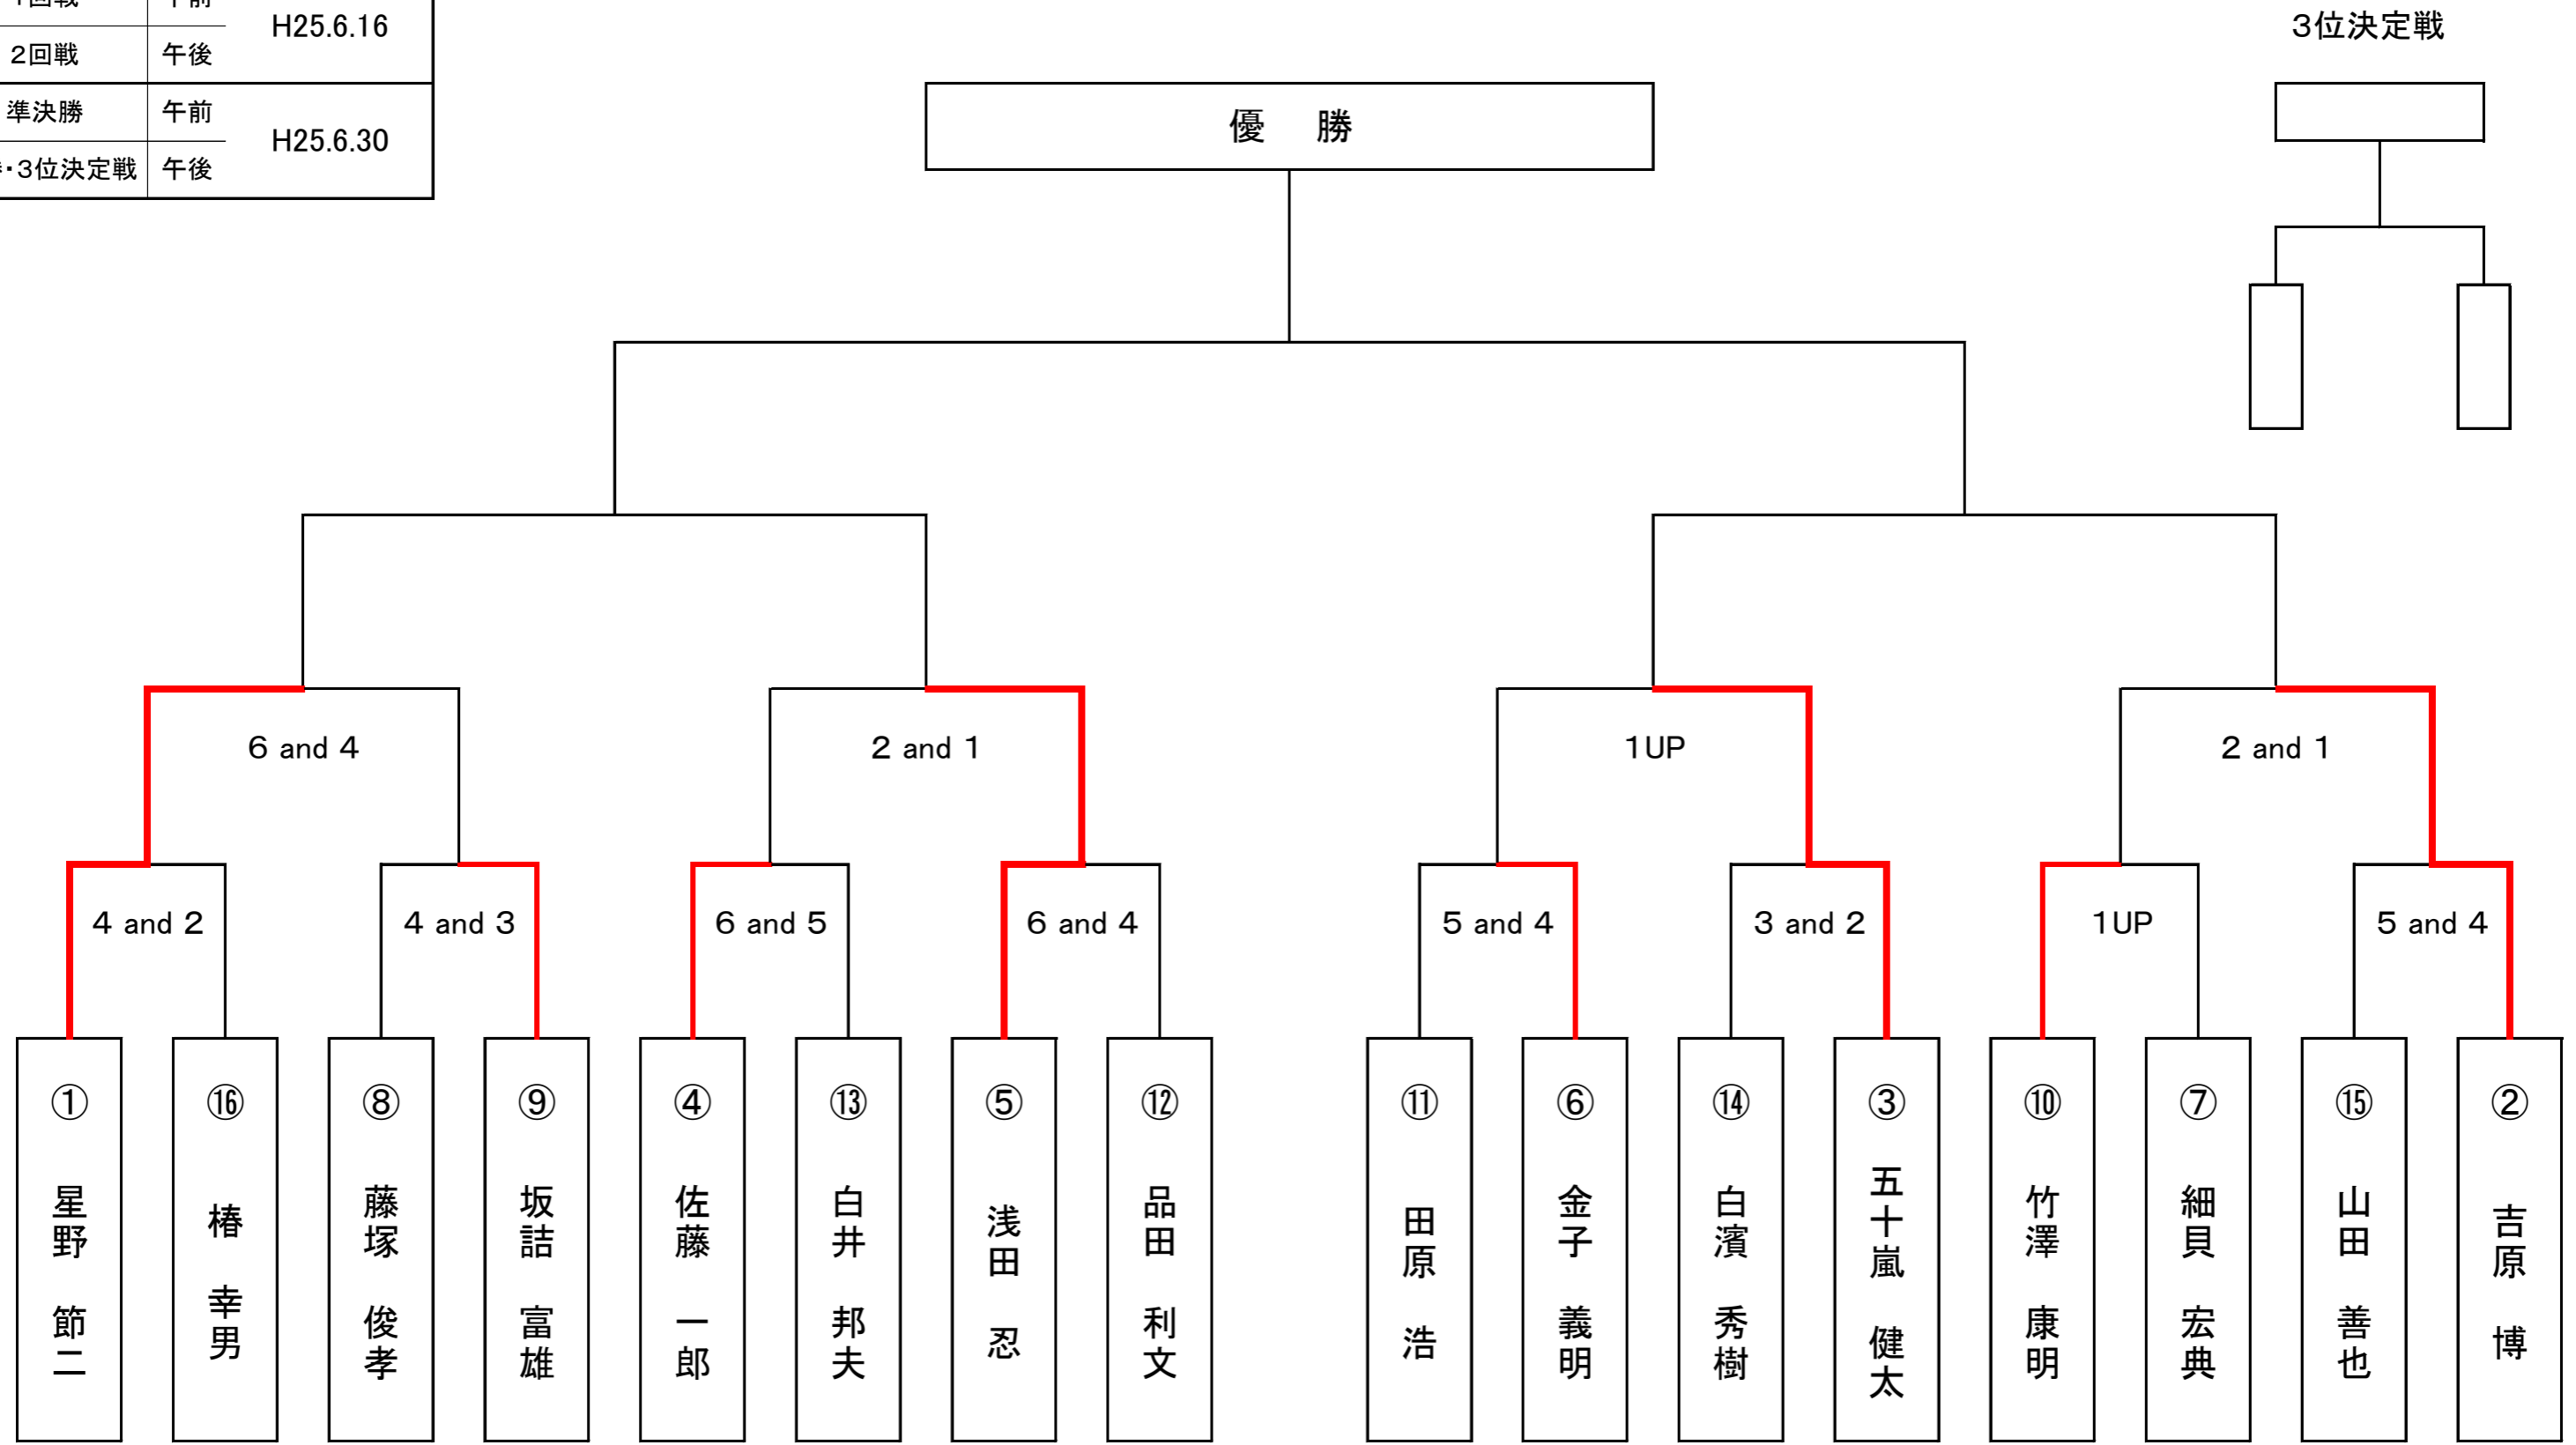 H25.6.16
2回戦 午後
準決勝 午前
H25.6.30
・3位決定戦 午後
3位決定戦
優 勝
6 and 4
2 and 1
1UP
2 and 1
4 and 2
4 and 3
6 and 5
6 and 4
5 and 4
3 and 2
1UP
5 and 4
① 星野 節二
⑯ 椿 幸男
⑧ 藤塚 俊孝
⑨ 坂詰 富雄
④ 佐藤 一郎
⑬ 白井 邦夫
⑤ 浅田 忍
⑫ 品田 利文
⑪ 田原 浩
⑥ 金子 義明
⑭ 白濱 秀樹
③ 五十嵐 健太
⑩ 竹澤 康明
⑦ 細貝 宏典
⑮ 山田 善也
② 吉原 博